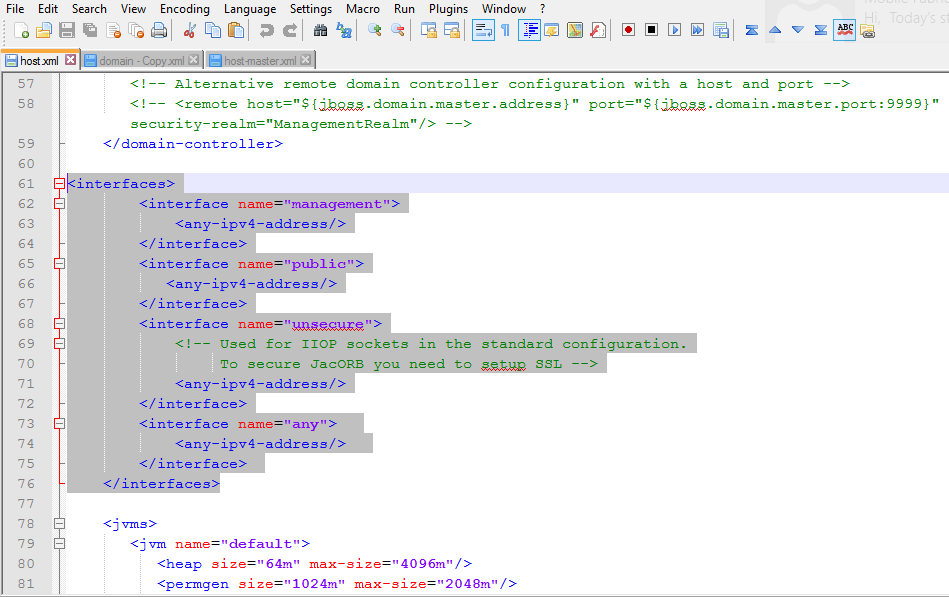 File Edit Search View Encoding Language Settings Macro Run Plugins Window ?
Hi, Today's st
ABC
host.xml domain - Copy.xml host-master.xml
57 <!-- Alternative remote domain controller configuration with a host and port -->
58 <!-- <remote host="${jboss.domain.master.address}" port="${jboss.domain.master.port:9999}"
security-realm="ManagementRealm"/> -->
59 </domain-controller>
60
61 <interfaces>
62 <interface name="management">
63 <any-ipv4-address/>
64 </interface>
65 <interface name="public">
66 <any-ipv4-address/>
67 </interface>
68 <interface name="unsecure">
69 <!-- Used for IIOP sockets in the standard configuration.
70 To secure JacORB you need to setup SSL -->
71 <any-ipv4-address/>
72 </interface>
73 <interface name="any">
74 <any-ipv4-address/>
75 </interface>
76 </interfaces>
77
78 <jvms>
79 <jvm name="default">
80 <heap size="64m" max-size="4096m"/>
81 <permgen size="1024m" max-size="2048m"/>